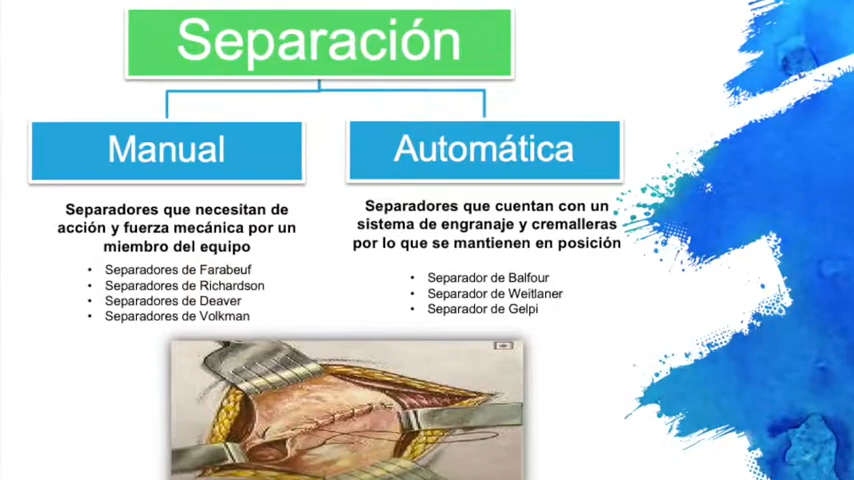 Separación
Manual
Automática
Separadores que necesitan de
acción y fuerza mecánica por un
miembro del equipo
• Separadores de Farabeuf
• Separadores de Richardson
• Separadores de Deaver
• Separadores de Volkman
Separadores que cuentan con un
sistema de engranaje y cremalleras
por lo que se mantienen en posición
• Separador de Balfour
• Separador de Weitlaner
• Separador de Gelpi